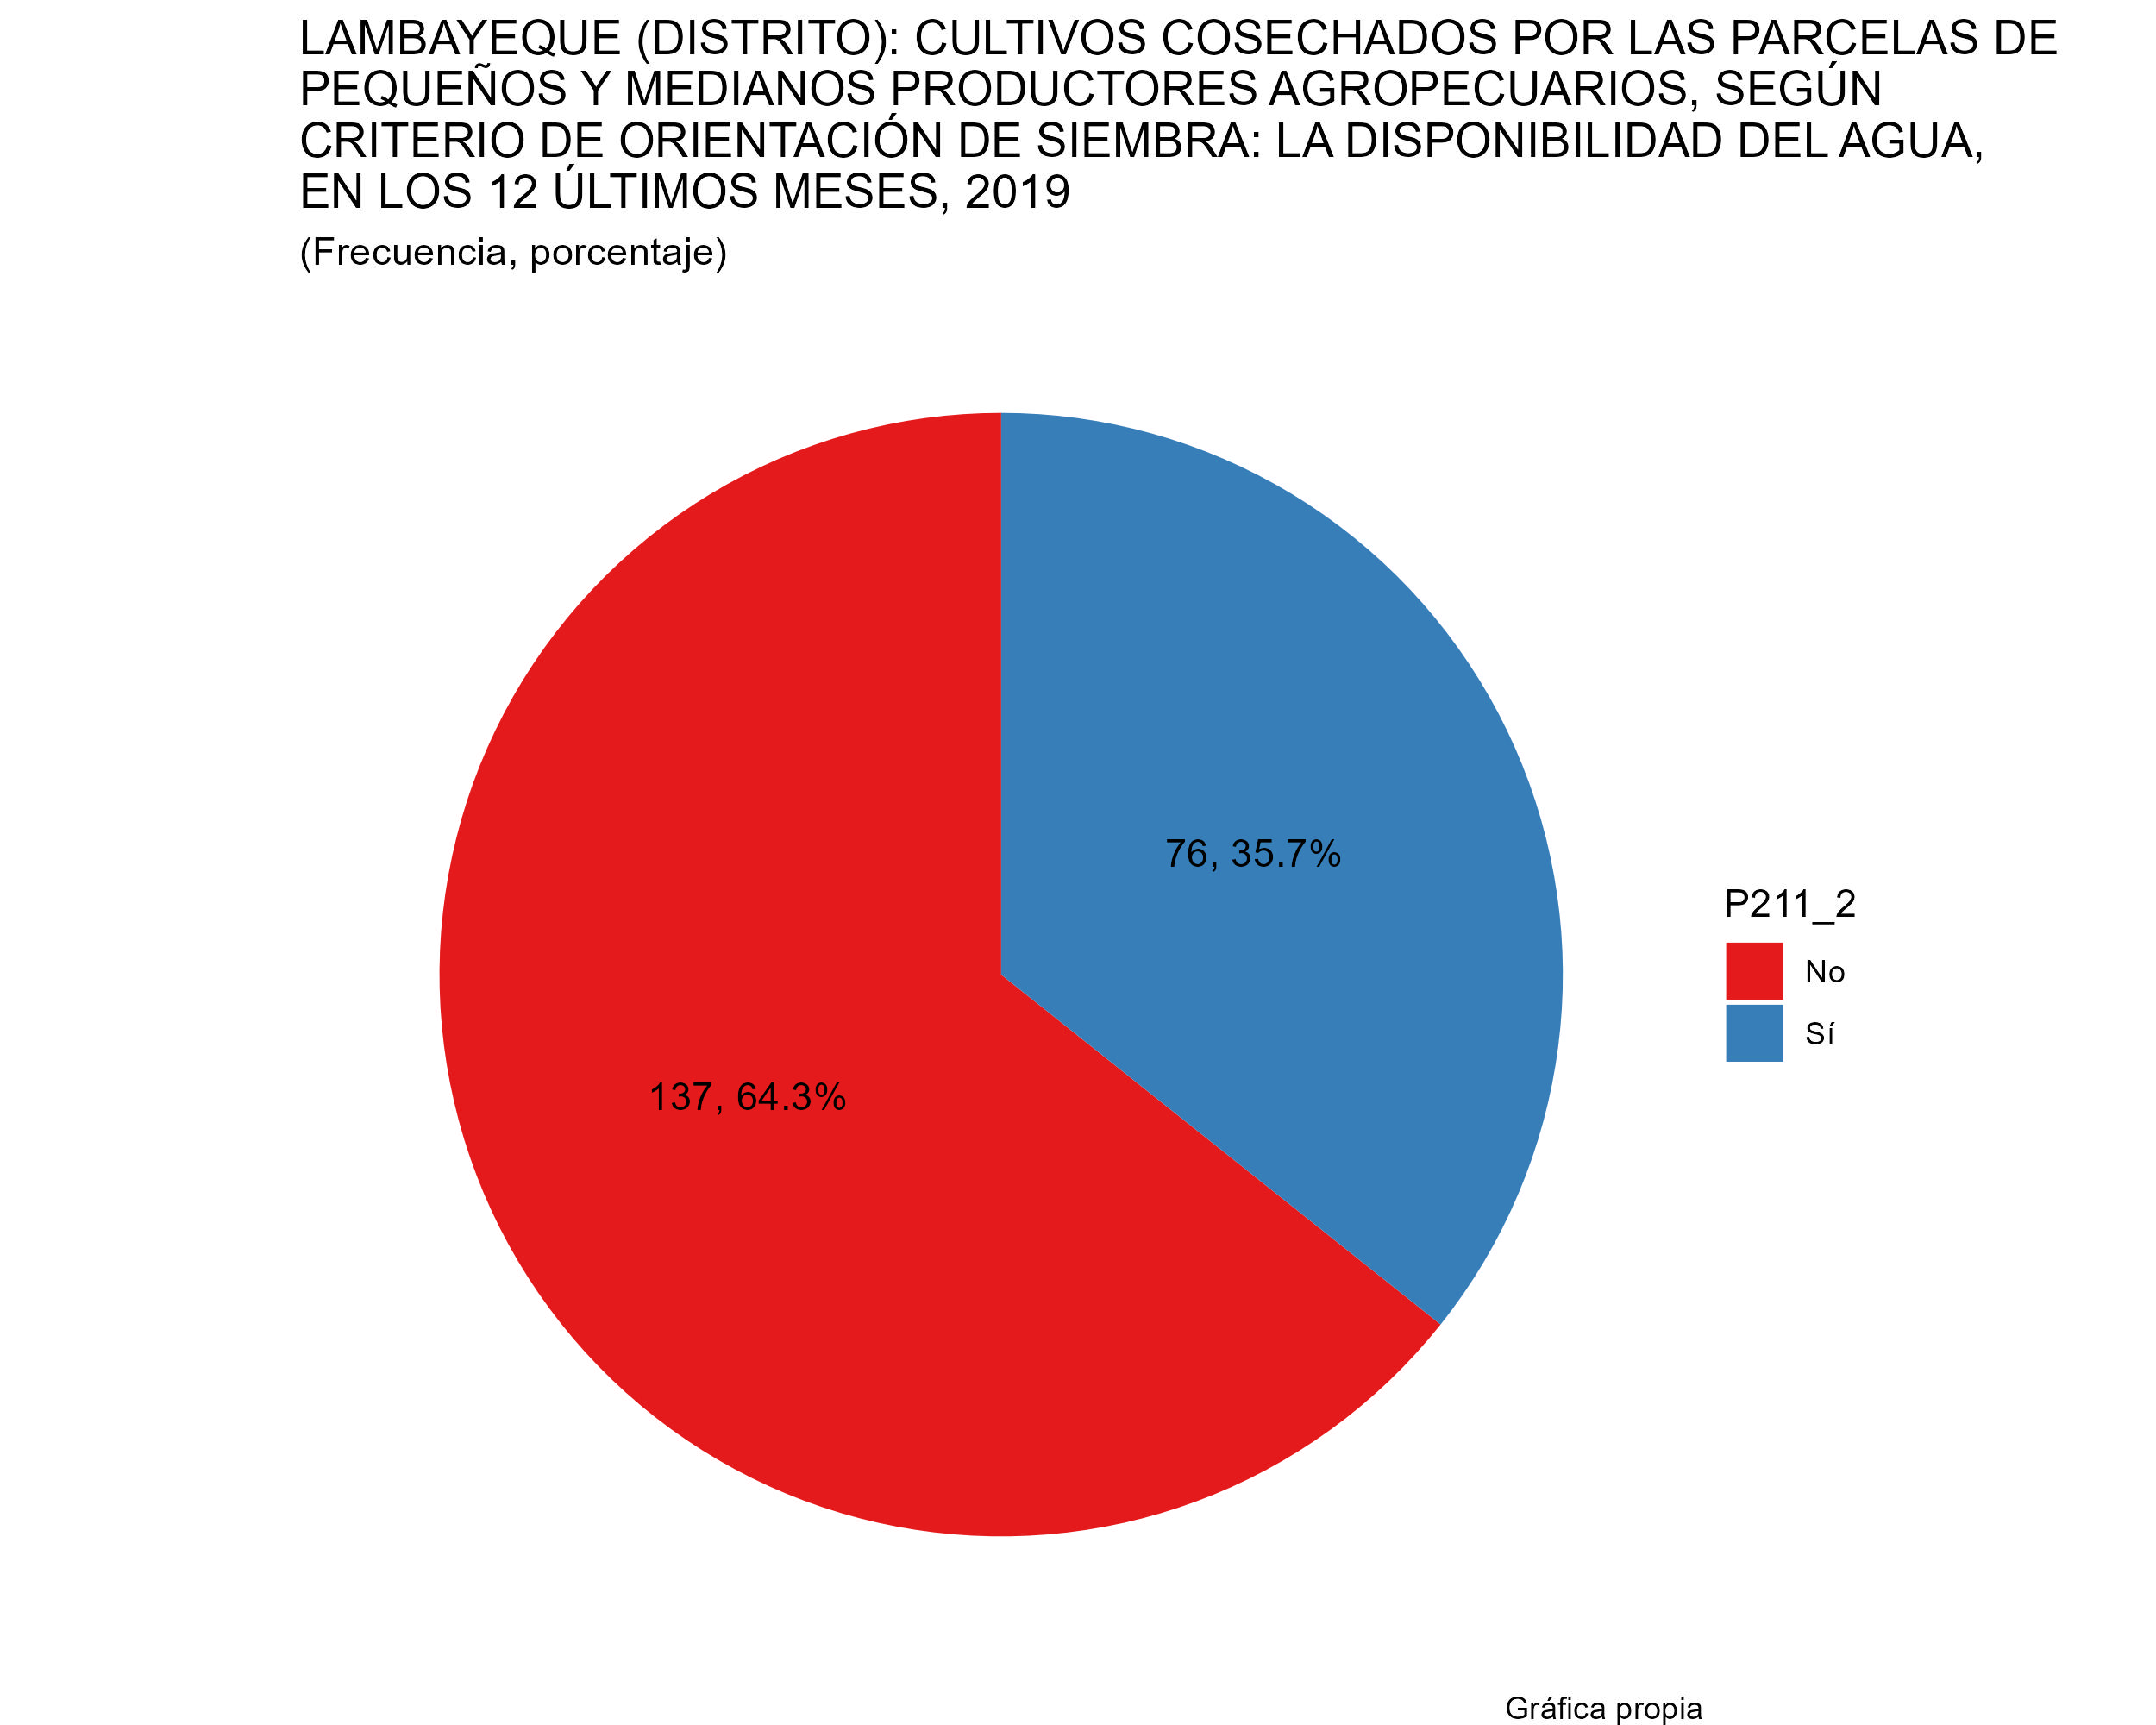 LAMBAYEQUE (DISTRITO): CULTIVOS COSECHADOS POR LAS PARCELAS DE
PEQUEÑOS Y MEDIANOS PRODUCTORES AGROPECUARIOS, SEGÚN
CRITERIO DE ORIENTACIÓN DE SIEMBRA: LA DISPONIBILIDAD DEL AGUA,
EN LOS 12 ÚLTIMOS MESES, 2019
(Frecuencia, porcentaje)
76, 35.7%
137, 64.3%
P211_2
No
Sí
Gráfica propia